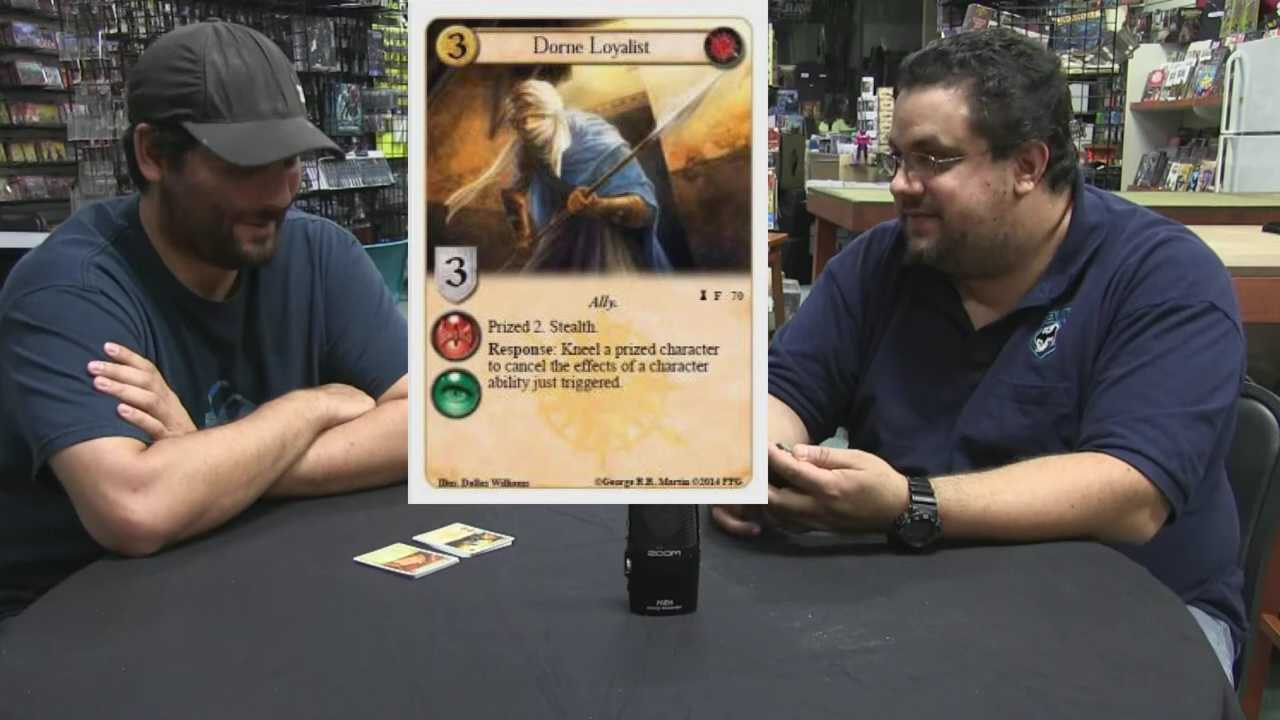 3 Dorne Loyalist
3
Ally.
F 70
Prized 2. Stealth.
Response: Kneel a prized character
to cancel the effects of a character
ability just triggered.
Illus. Dallas Williams
©George R.R. Martin ©2014 FFG
zoom
H2n